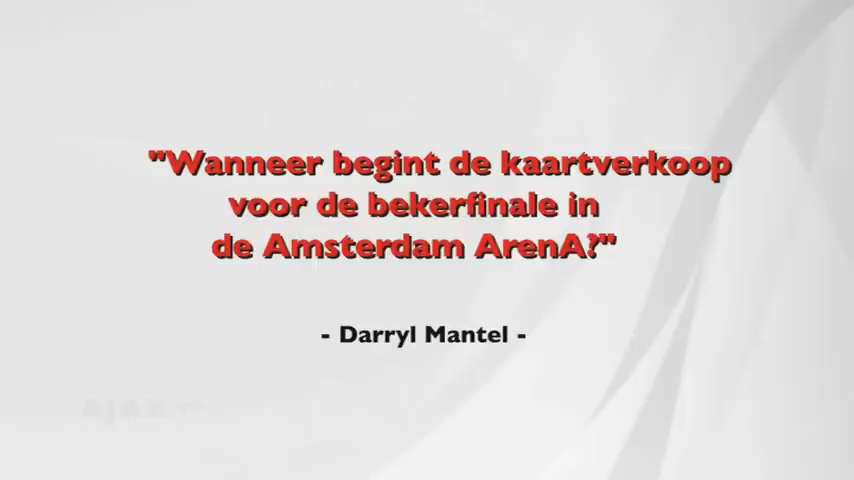 "Wanneer begint de kaartverkoop
voor de bekerfinale in
de Amsterdam ArenA?"
- Darryl Mantel -